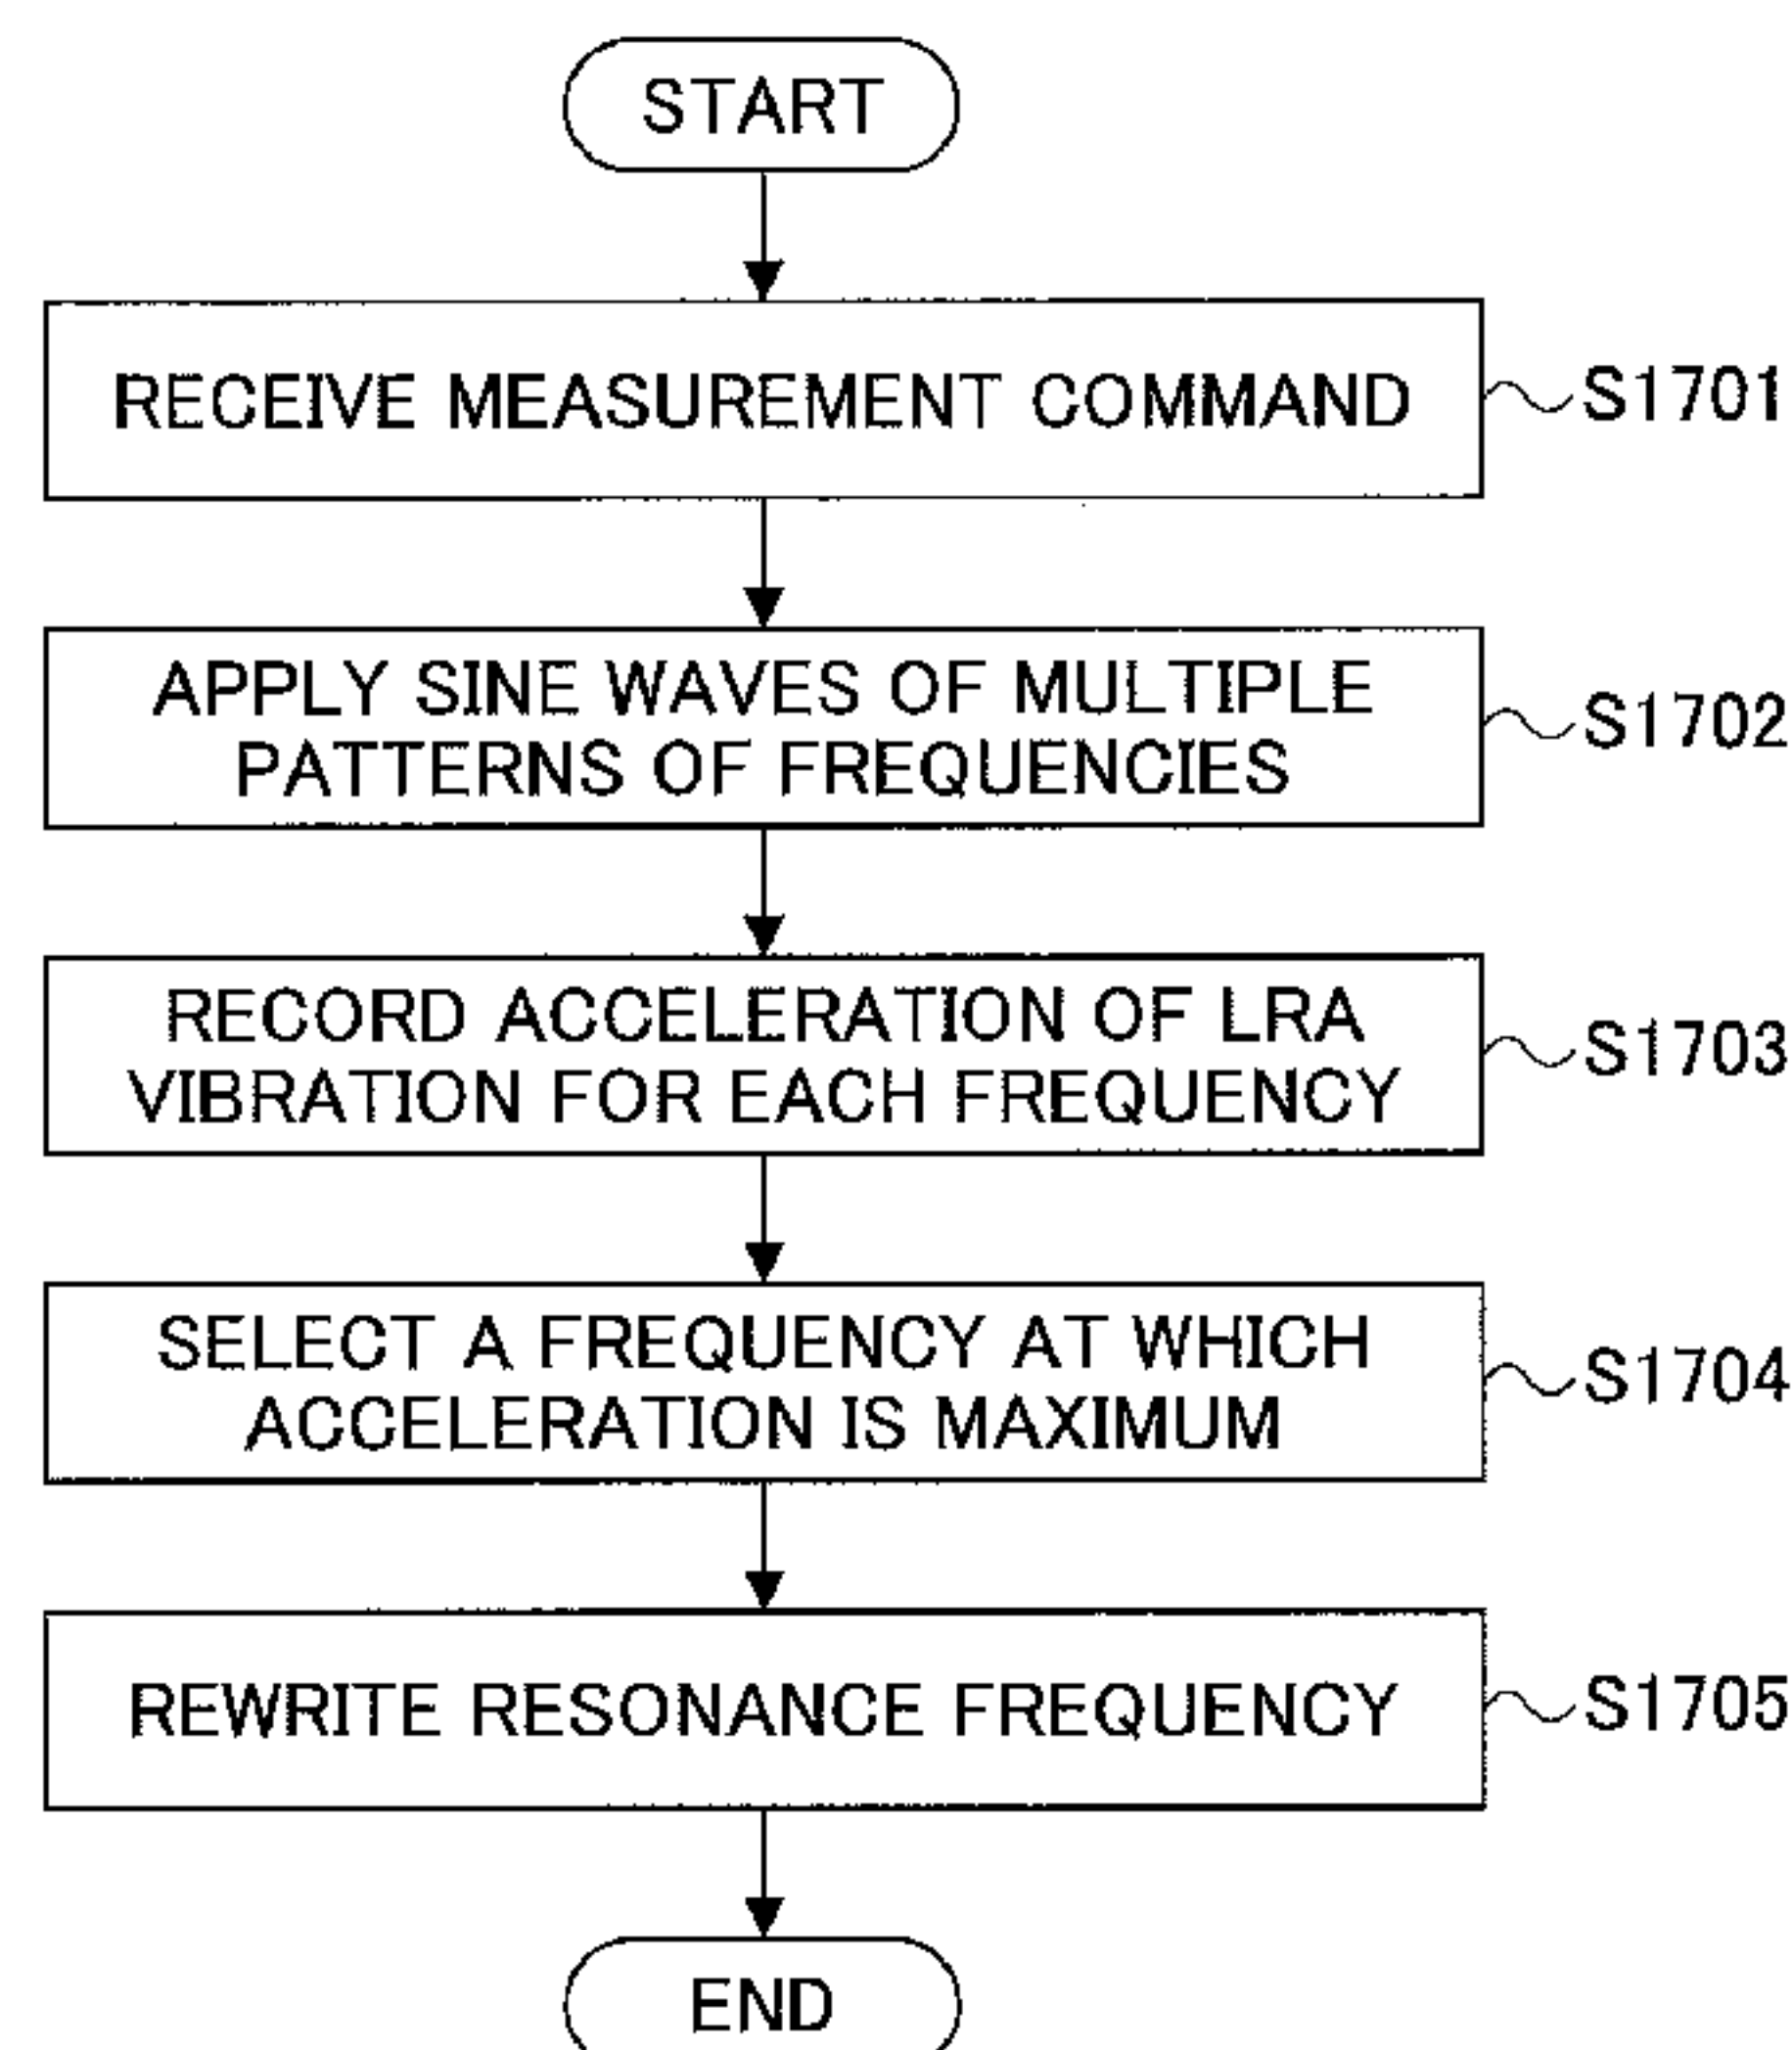 START
RECEIVE MEASUREMENT COMMAND
S1701
APPLY SINE WAVES OF MULTIPLE
PATTERNS OF FREQUENCIES
S1702
RECORD ACCELERATION OF LRA
VIBRATION FOR EACH FREQUENCY
S1703
SELECT A FREQUENCY AT WHICH
ACCELERATION IS MAXIMUM
S1704
REWRITE RESONANCE FREQUENCY
S1705
END